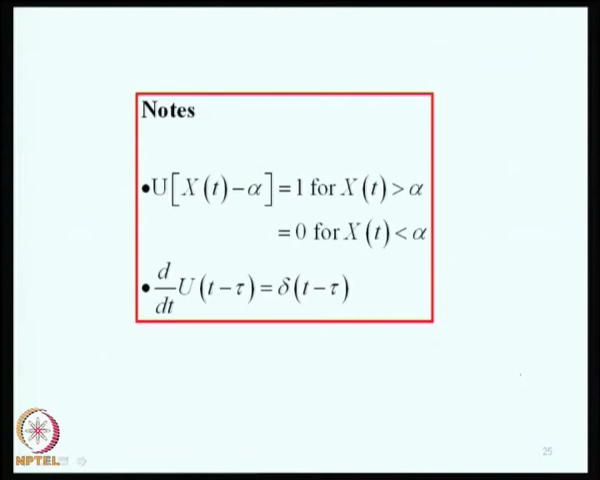 Notes
•U[X(t)−α] = 1 for X(t) > α
= 0 for X(t) < α
•d/dt U(t−τ) = δ(t−τ)
NPTEL
25